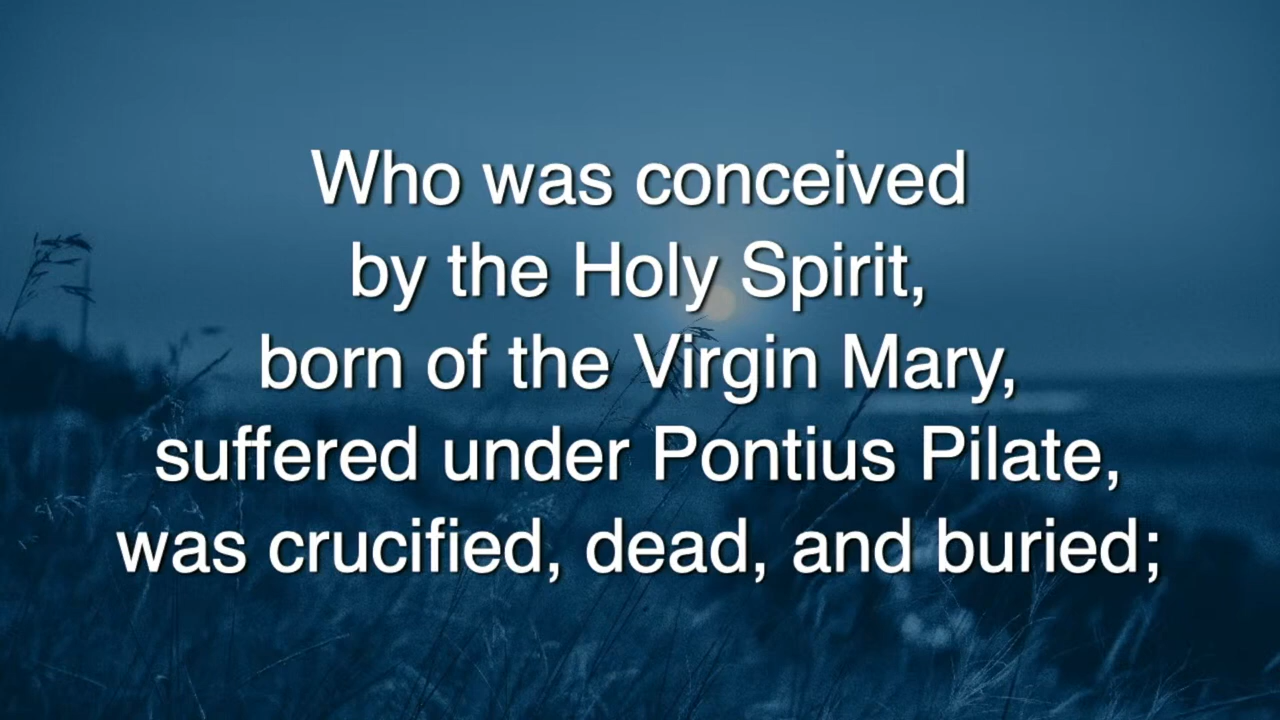 Who was conceived
by the Holy Spirit,
born of the Virgin Mary,
suffered under Pontius Pilate,
was crucified, dead, and buried;